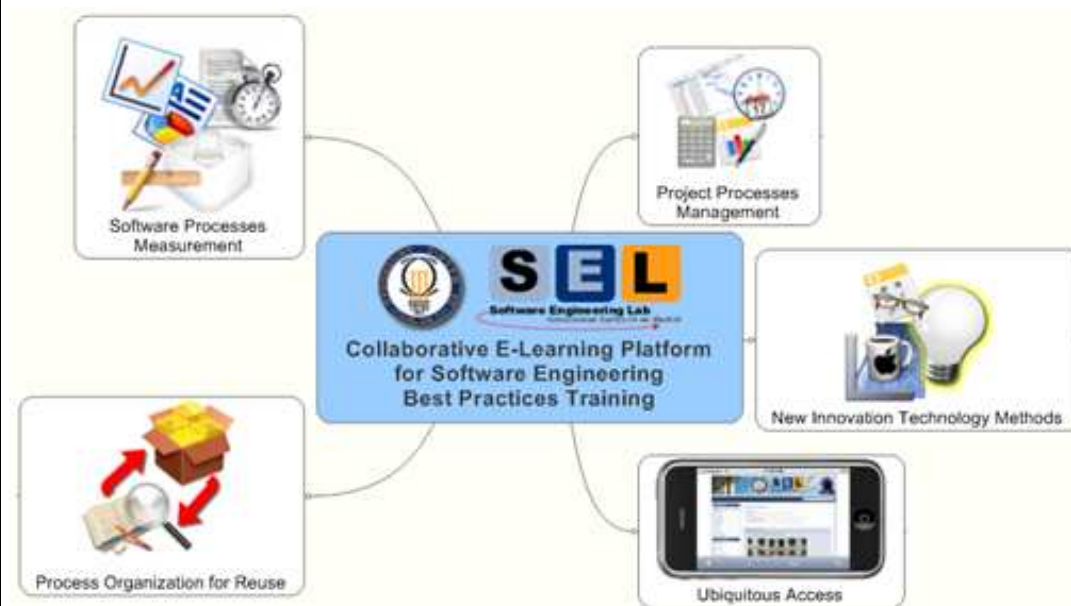 Software Processes
Measurement
Project Processes
Management
S E L
Software Engineering Lab
Collaborative E-Learning Platform
for Software Engineering
Best Practices Training
New Innovation Technology Methods
Process Organization for Reuse
Ubiquitous Access